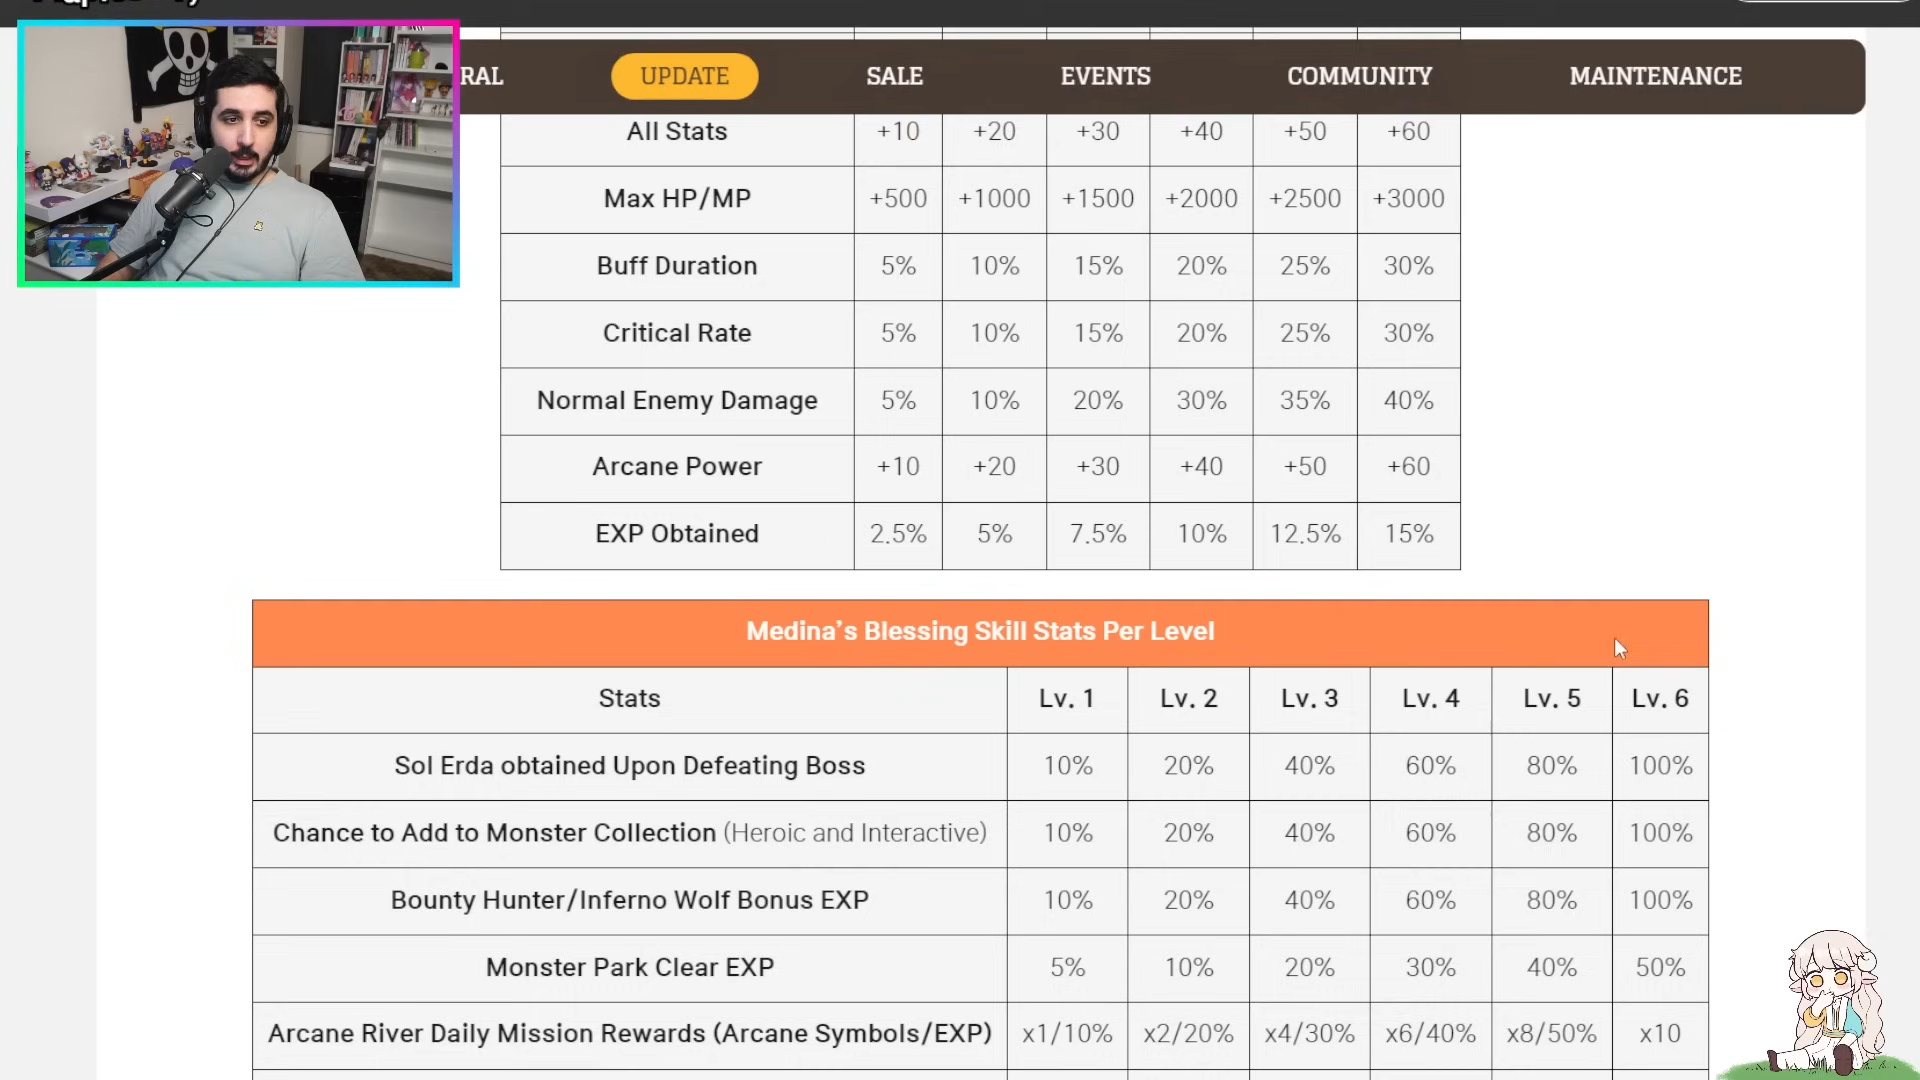 RAL UPDATE SALE EVENTS COMMUNITY MAINTENANCE
All Stats +10 +20 +30 +40 +50 +60
Max HP/MP +500 +1000 +1500 +2000 +2500 +3000
Buff Duration 5% 10% 15% 20% 25% 30%
Critical Rate 5% 10% 15% 20% 25% 30%
Normal Enemy Damage 5% 10% 20% 30% 35% 40%
Arcane Power +10 +20 +30 +40 +50 +60
EXP Obtained 2.5% 5% 7.5% 10% 12.5% 15%
Medina’s Blessing Skill Stats Per Level
Stats Lv. 1 Lv. 2 Lv. 3 Lv. 4 Lv. 5 Lv. 6
Sol Erda obtained Upon Defeating Boss 10% 20% 40% 60% 80% 100%
Chance to Add to Monster Collection (Heroic and Interactive) 10% 20% 40% 60% 80% 100%
Bounty Hunter/Inferno Wolf Bonus EXP 10% 20% 40% 60% 80% 100%
Monster Park Clear EXP 5% 10% 20% 30% 40% 50%
Arcane River Daily Mission Rewards (Arcane Symbols/EXP) x1/10% x2/20% x4/30% x6/40% x8/50% x10